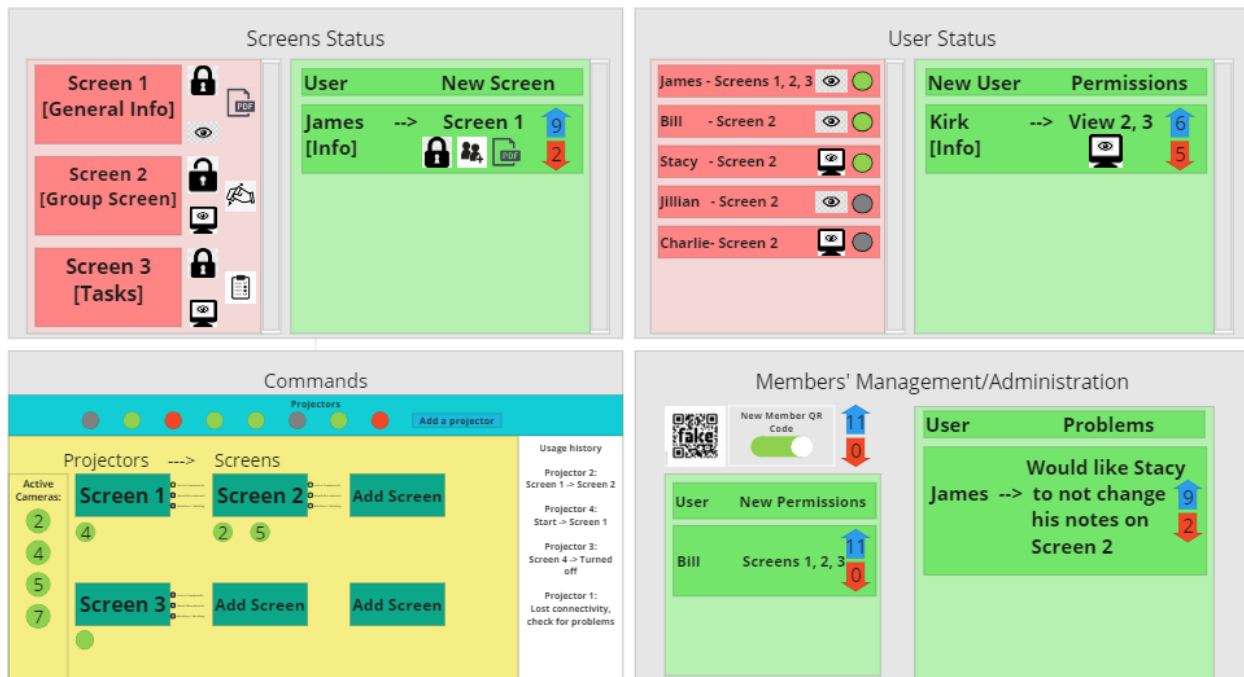 Screens Status
Screen 1
[General Info]
PDF
Screen 2
[Group Screen]
Screen 3
[Tasks]
User New Screen
James --> Screen 1 9
[Info] PDF 2
User Status
James - Screens 1, 2, 3
Bill - Screen 2
Stacy - Screen 2
Jillian - Screen 2
Charlie- Screen 2
New User Permissions
Kirk --> View 2, 3 6
[Info] 5
Commands
Projectors
Add a projector
Projectors ---> Screens
Active
Cameras:
2
4
5
7
Screen 1 Screen 2 Add Screen
4 2 5
Screen 3 Add Screen Add Screen
Usage history
Projector 2:
Screen 1 -> Screen 2
Projector 4:
Start -> Screen 1
Projector 3:
Screen 4 -> Turned
off
Projector 1:
Lost connectivity,
check for problems
Members' Management/Administration
fake
New Member QR
Code
11
0
User New Permissions
Bill Screens 1, 2, 3 11
0
User Problems
James --> Would like Stacy
to not change
his notes on
Screen 2
9
2